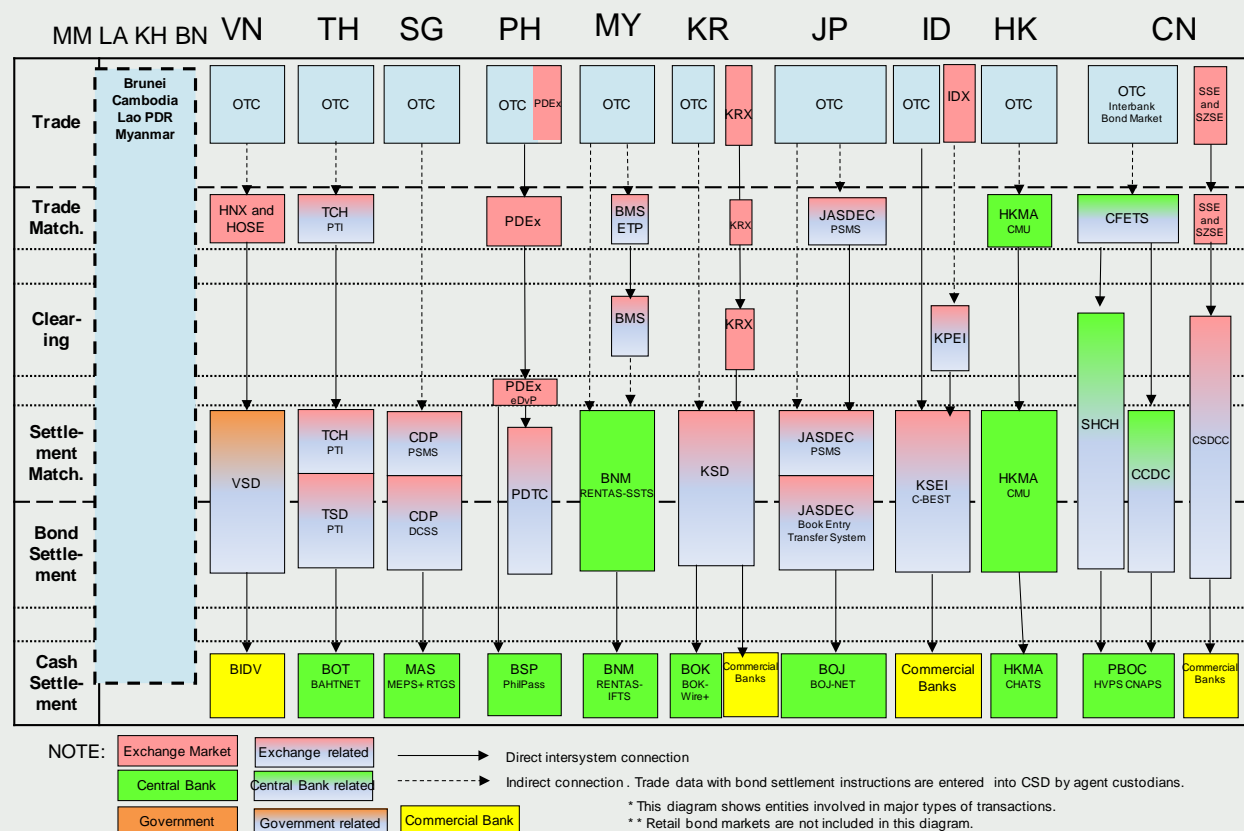 MM LA KH BN VN TH SG PH MY KR JP ID HK CN
Trade
Brunei
Cambodia
Lao PDR
Myanmar
OTC
OTC
OTC
OTC
PDEx
OTC
OTC
KRX
OTC
OTC
IDX
OTC
OTC
Interbank
Bond Market
SSE
and
SZSE
Trade
Match.
HNX and
HOSE
TCH
PTI
PDEx
BMS
ETP
KRX
JASDEC
PSMS
HKMA
CMU
CFETS
SSE
and
SZSE
Clear-
ing
BMS
KRX
KPEI
PDEx
eDvP
Settle-
ment
Match.
VSD
TCH
PTI
CDP
PSMS
PDTC
BNM
RENTAS-SSTS
KSD
JASDEC
PSMS
KSEI
C-BEST
HKMA
CMU
SHCH
CCDC
CSDCC
Bond
Settle-
ment
TSD
PTI
CDP
DCSS
JASDEC
Book Entry
Transfer System
Cash
Settle-
ment
BIDV
BOT
BAHTNET
MAS
MEPS+ RTGS
BSP
PhilPass
BNM
RENTAS-
IFTS
BOK
BOK-
Wire+
Commercial
Banks
BOJ
BOJ-NET
Commercial
Banks
HKMA
CHATS
PBOC
HVPS CNAPS
Commercial
Banks
NOTE:
Exchange Market
Exchange related
Direct intersystem connection
Central Bank
Central Bank related
Indirect connection . Trade data with bond settlement instructions are entered into CSD by agent custodians.
Government
Government related
Commercial Bank
* This diagram shows entities involved in major types of transactions.
* * Retail bond markets are not included in this diagram.